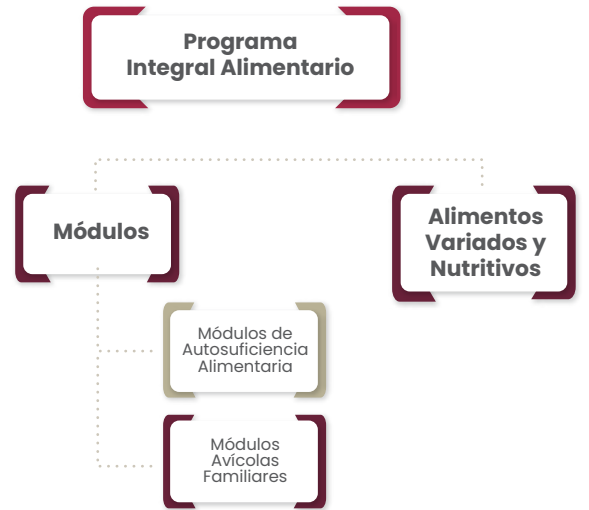 Programa
Integral Alimentario
Módulos
Alimentos
Variados y
Nutritivos
Módulos de
Autosuficiencia
Alimentaria
Módulos
Avícolas
Familiares